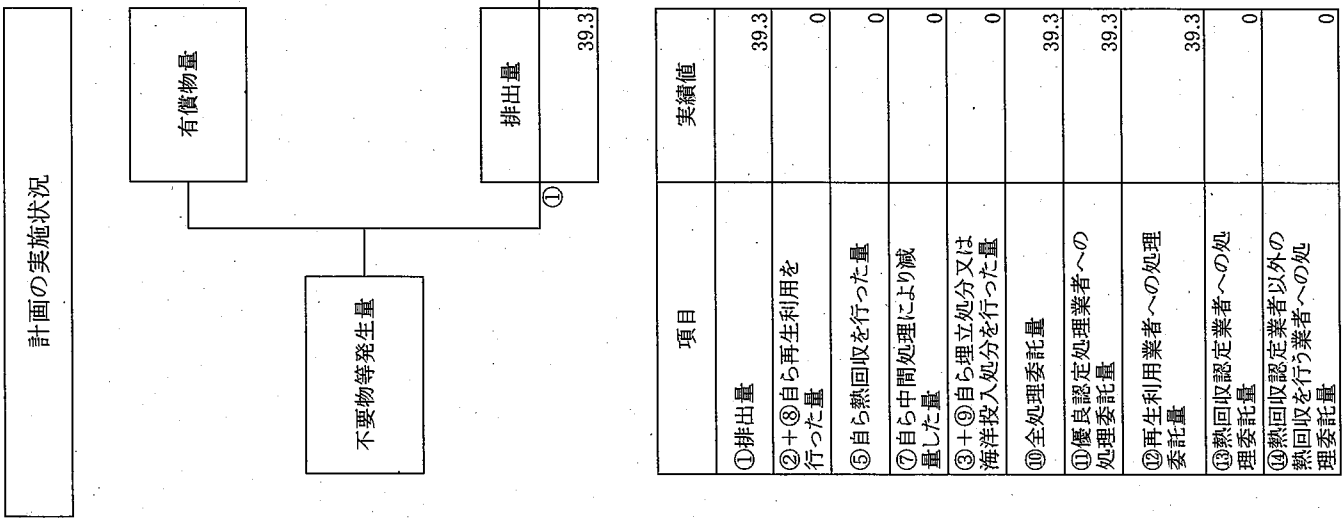 計画の実施状況
有償物量
不要物等発生量
排出量
①
39.3
項目
実績値
①排出量
39.3
②+⑧自ら再生利用を
行った量
0
⑤自ら熱回収を行った量
0
⑦自ら中間処理により減
量した量
0
③+⑨自ら埋立処分又は
海洋投入処分を行った量
0
⑩全処理委託量
39.3
⑪優良認定処理業者への
処理委託量
39.3
⑫再生利用業者への処理
委託量
39.3
⑬熱回収認定業者への処
理委託量
0
⑭熱回収認定業者以外の
熱回収を行う業者への処
理委託量
0